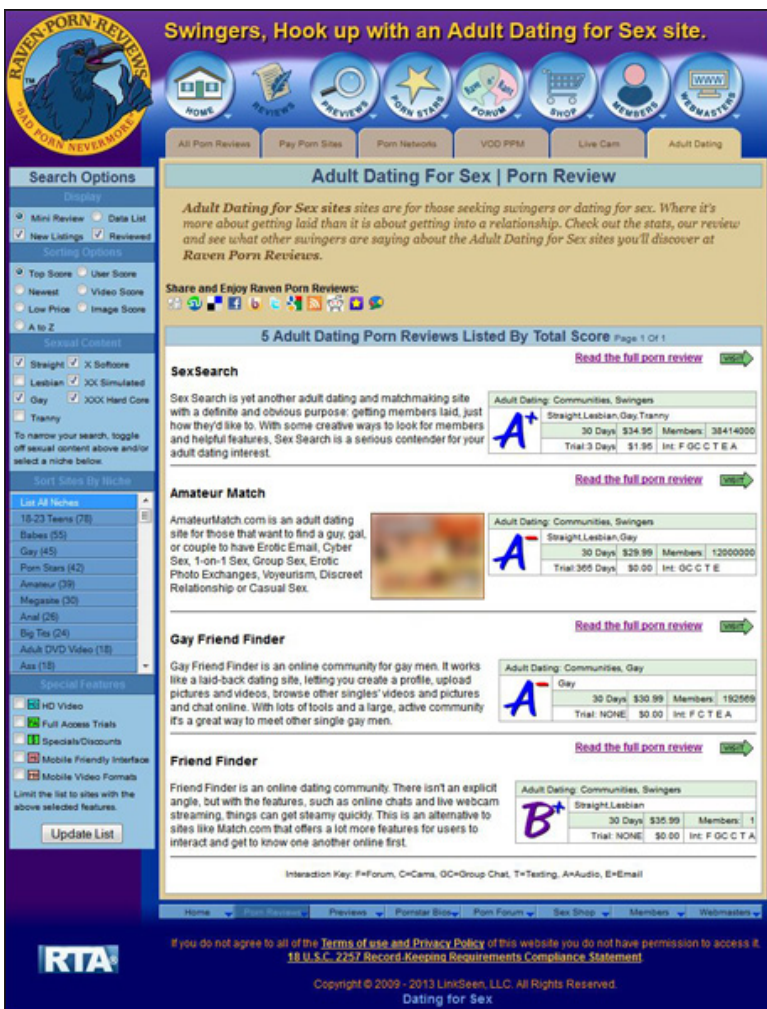 RAVEN·PORN·REVIEWS
TM
"BAD PORN NEVERMORE"
Swingers, Hook up with an Adult Dating for Sex site.
HOME
REVIEWS
PREVIEWS
PORN STARS
Rave n' Rant
FORUM
SHOP
MEMBERS
WWW
WEBMASTERS
All Porn Reviews
Pay Porn Sites
Porn Networks
VOD PPM
Live Cam
Adult Dating
Search Options
Display
Mini Review Data List
New Listings Reviewed
Sorting Options
Top Score User Score
Newest Video Score
Low Price Image Score
A to Z
Sexual Content
Straight X Softcore
Lesbian XX Simulated
Gay XXX Hard Core
Tranny
To narrow your search, toggle
off sexual content above and/or
select a niche below.
Sort Sites By Niche
List All Niches
18-23 Teens (78)
Babes (55)
Gay (45)
Porn Stars (42)
Amateur (39)
Megasite (30)
Anal (26)
Big Tits (24)
Adult DVD Video (18)
Ass (18)
Special Features
HD Video
Full Access Trials
Specials/Discounts
Mobile Friendly Interface
Mobile Video Formats
Limit the list to sites with the
above selected features.
Update List
Adult Dating For Sex | Porn Review
Adult Dating for Sex sites sites are for those seeking swingers or dating for sex. Where it's
more about getting laid than it is about getting into a relationship. Check out the stats, our review
and see what other swingers are saying about the Adult Dating for Sex sites you'll discover at
Raven Porn Reviews.
Share and Enjoy Raven Porn Reviews:
5 Adult Dating Porn Reviews Listed By Total Score Page 1 Of 1
Read the full porn review VISIT
SexSearch
Sex Search is yet another adult dating and matchmaking site
with a definite and obvious purpose: getting members laid, just
how they'd like to. With some creative ways to look for members
and helpful features, Sex Search is a serious contender for your
adult dating interest.
Adult Dating: Communities, Swingers
A+
Straight,Lesbian,Gay,Tranny
30 Days $34.95 Members: 38414000
Trial:3 Days $1.95 Int: F GC C T E A
Read the full porn review VISIT
Amateur Match
AmateurMatch.com is an adult dating
site for those that want to find a guy, gal,
or couple to have Erotic Email, Cyber
Sex, 1-on-1 Sex, Group Sex, Erotic
Photo Exchanges, Voyeurism, Discreet
Relationship or Casual Sex.
Adult Dating: Communities, Swingers
A-
Straight,Lesbian,Gay
30 Days $29.99 Members: 12000000
Trial:365 Days $0.00 Int: GC C T E
Read the full porn review VISIT
Gay Friend Finder
Gay Friend Finder is an online community for gay men. It works
like a laid-back dating site, letting you create a profile, upload
pictures and videos, browse other singles' videos and pictures
and chat online. With lots of tools and a large, active community
it's a great way to meet other single gay men.
Adult Dating: Communities, Gay
A-
Gay
30 Days $30.99 Members: 192569
Trial: NONE $0.00 Int: F C T E A
Read the full porn review VISIT
Friend Finder
Friend Finder is an online dating community. There isn't an explicit
angle, but with the features, such as online chats and live webcam
streaming, things can get steamy quickly. This is an alternative to
sites like Match.com that offers a lot more features for users to
interact and get to know one another online first.
Adult Dating: Communities, Swingers
B+
Straight,Lesbian
30 Days $35.99 Members: 1
Trial: NONE $0.00 Int: F GC C T A
Interaction Key: F=Forum, C=Cams, GC=Group Chat, T=Texting, A=Audio, E=Email
Home Porn Reviews Previews Pornstar Bios Porn Forum Sex Shop Members Webmasters
RTA
If you do not agree to all of the Terms of use and Privacy Policy of this website you do not have permission to access it.
18 U.S.C. 2257 Record-Keeping Requirements Compliance Statement.
Copyright © 2009 - 2013 LinkSeen, LLC. All Rights Reserved.
Dating for Sex